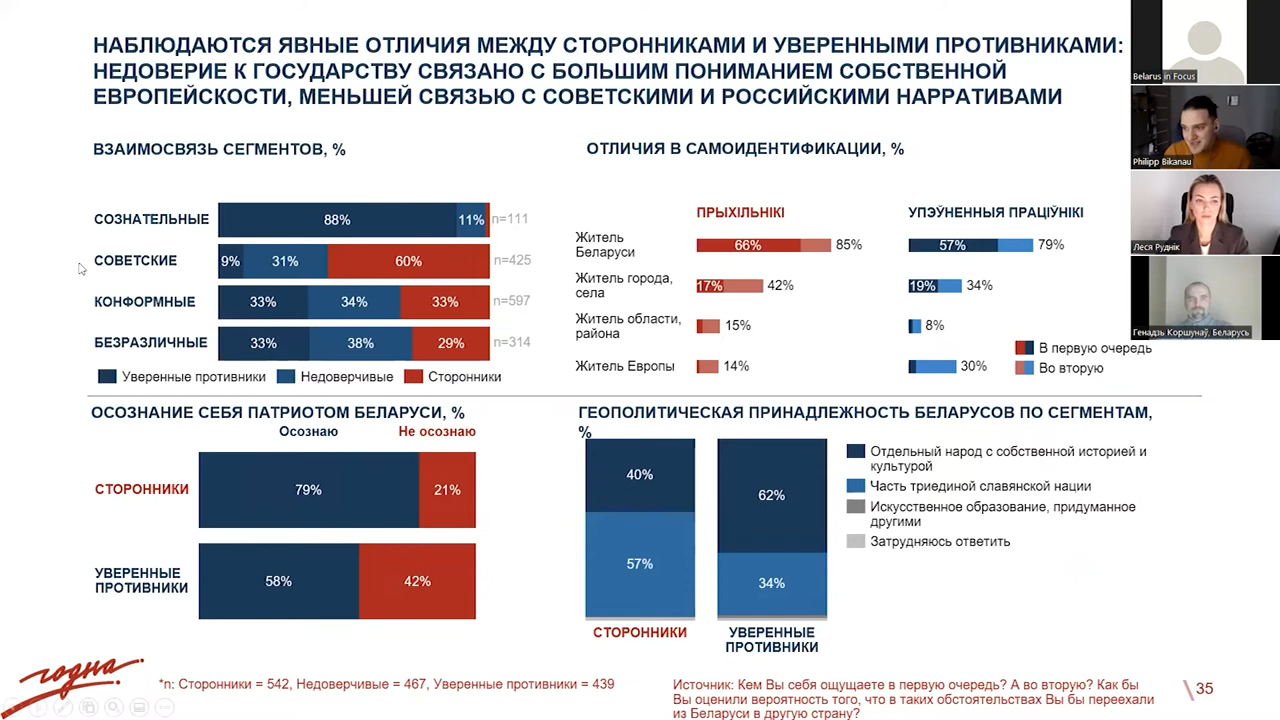 НАБЛЮДАЮТСЯ ЯВНЫЕ ОТЛИЧИЯ МЕЖДУ СТОРОННИКАМИ И УВЕРЕННЫМИ ПРОТИВНИКАМИ:
НЕДОВЕРИЕ К ГОСУДАРСТВУ СВЯЗАНО С БОЛЬШИМ ПОНИМАНИЕМ СОБСТВЕННОЙ
ЕВРОПЕЙСКОСТИ, МЕНЬШЕЙ СВЯЗЬЮ С СОВЕТСКИМИ И РОССИЙСКИМИ НАРРАТИВАМИ
ВЗАИМОСВЯЗЬ СЕГМЕНТОВ, %
СОЗНАТЕЛЬНЫЕ 88% 11% n=111
СОВЕТСКИЕ 9% 31% 60% n=425
КОНФОРМНЫЕ 33% 34% 33% n=597
БЕЗРАЗЛИЧНЫЕ 33% 38% 29% n=314
Уверенные противники Недоверчивые Сторонники
ОТЛИЧИЯ В САМОИДЕНТИФИКАЦИИ, %
ПРЫХІЛЬНІКІ УПЭЎНЕННЫЯ ПРАЦІЎНІКІ
Житель
Беларуси 66% 85% 57% 79%
Житель города,
села 17% 42% 19% 34%
Житель области,
района 15% 8%
Житель Европы 14% 30%
В первую очередь
Во вторую
ОСОЗНАНИЕ СЕБЯ ПАТРИОТОМ БЕЛАРУСИ, %
Осознаю Не осознаю
СТОРОННИКИ 79% 21%
УВЕРЕННЫЕ
ПРОТИВНИКИ 58% 42%
ГЕОПОЛИТИЧЕСКАЯ ПРИНАДЛЕЖНОСТЬ БЕЛАРУСОВ ПО СЕГМЕНТАМ,
%
40% 62%
57% 34%
СТОРОННИКИ УВЕРЕННЫЕ
ПРОТИВНИКИ
Отдельный народ с собственной историей и
культурой
Часть триединой славянской нации
Искусственное образование, придуманное
другими
Затрудняюсь ответить
годна
*n: Сторонники = 542, Недоверчивые = 467, Уверенные противники = 439
Источник: Кем Вы себя ощущаете в первую очередь? А во вторую? Как бы
Вы оценили вероятность того, что в таких обстоятельствах Вы бы переехали
из Беларуси в другую страну?
35
Belarus in Focus
Philipp Bikanau
Леся Руднік
Генадзь Коршунаў, Беларусь